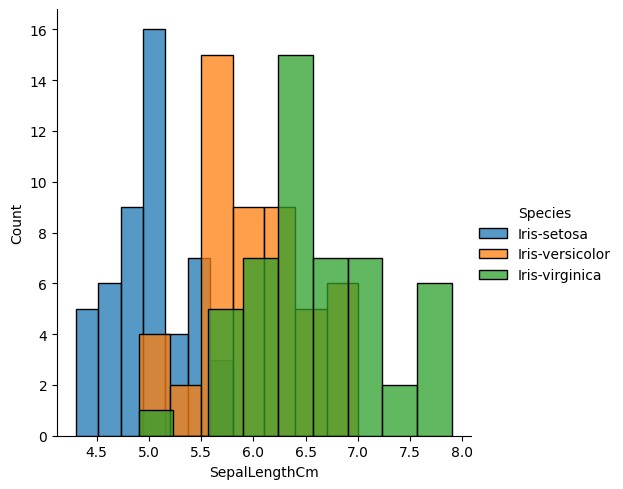 16
14
12
10
8
6
4
2
0
Count
4.5 5.0 5.5 6.0 6.5 7.0 7.5 8.0
SepalLengthCm
Species
Iris-setosa
Iris-versicolor
Iris-virginica